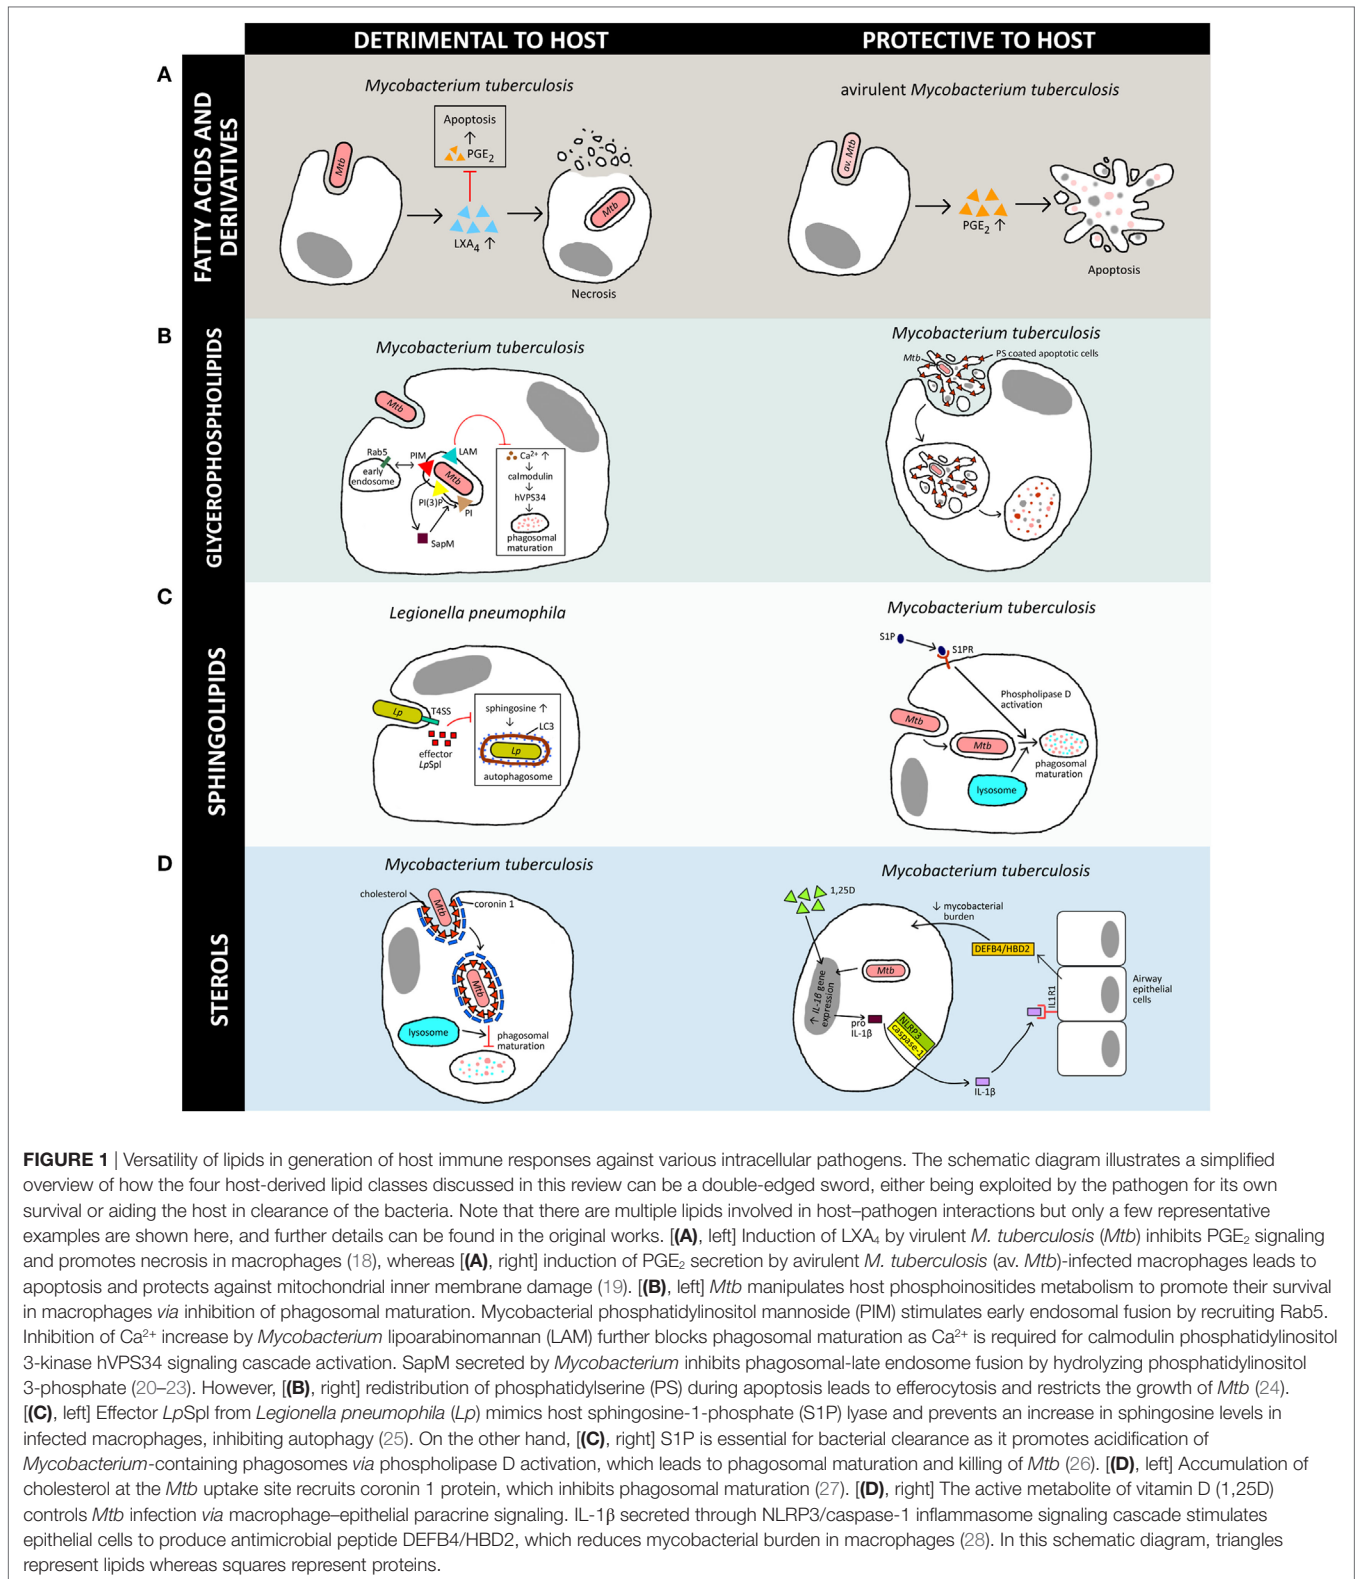 DETRIMENTAL TO HOST
PROTECTIVE TO HOST
A
FATTY ACIDS AND
DERIVATIVES
Mycobacterium tuberculosis
Mtb
Apoptosis
↑
PGE₂
LXA₄ ↑
Mtb
Necrosis
avirulent Mycobacterium tuberculosis
av. Mtb
PGE₂ ↑
Apoptosis
B
GLYCEROPHOSPHOLIPIDS
Mycobacterium tuberculosis
Mtb
Rab5
early
endosome
PIM
LAM
Mtb
PI(3)P
PI
SapM
Ca²⁺ ↑
calmodulin
hVPS34
phagosomal
maturation
Mycobacterium tuberculosis
Mtb
PS coated apoptotic cells
C
SPHINGOLIPIDS
Legionella pneumophila
Lp
T4SS
effector
LpSpl
sphingosine ↑
LC3
Lp
autophagosome
Mycobacterium tuberculosis
S1P
S1PR
Phospholipase D
activation
Mtb
Mtb
phagosomal
maturation
lysosome
D
STEROLS
Mycobacterium tuberculosis
cholesterol
Mtb
coronin 1
Mtb
lysosome
phagosomal
maturation
Mycobacterium tuberculosis
1,25D
↓ mycobacterial
burden
DEFB4/HBD2
Mtb
↑ IL-1β gene
expression
pro
IL-1β
NLRP3
caspase-1
IL-1β
IL1R1
Airway
epithelial
cells
FIGURE 1 | Versatility of lipids in generation of host immune responses against various intracellular pathogens. The schematic diagram illustrates a simplified
overview of how the four host-derived lipid classes discussed in this review can be a double-edged sword, either being exploited by the pathogen for its own
survival or aiding the host in clearance of the bacteria. Note that there are multiple lipids involved in host–pathogen interactions but only a few representative
examples are shown here, and further details can be found in the original works. [(A), left] Induction of LXA₄ by virulent M. tuberculosis (Mtb) inhibits PGE₂ signaling
and promotes necrosis in macrophages (18), whereas [(A), right] induction of PGE₂ secretion by avirulent M. tuberculosis (av. Mtb)-infected macrophages leads to
apoptosis and protects against mitochondrial inner membrane damage (19). [(B), left] Mtb manipulates host phosphoinositides metabolism to promote their survival
in macrophages via inhibition of phagosomal maturation. Mycobacterial phosphatidylinositol mannoside (PIM) stimulates early endosomal fusion by recruiting Rab5.
Inhibition of Ca²⁺ increase by Mycobacterium lipoarabinomannan (LAM) further blocks phagosomal maturation as Ca²⁺ is required for calmodulin phosphatidylinositol
3-kinase hVPS34 signaling cascade activation. SapM secreted by Mycobacterium inhibits phagosomal-late endosome fusion by hydrolyzing phosphatidylinositol
3-phosphate (20–23). However, [(B), right] redistribution of phosphatidylserine (PS) during apoptosis leads to efferocytosis and restricts the growth of Mtb (24).
[(C), left] Effector LpSpl from Legionella pneumophila (Lp) mimics host sphingosine-1-phosphate (S1P) lyase and prevents an increase in sphingosine levels in
infected macrophages, inhibiting autophagy (25). On the other hand, [(C), right] S1P is essential for bacterial clearance as it promotes acidification of
Mycobacterium-containing phagosomes via phospholipase D activation, which leads to phagosomal maturation and killing of Mtb (26). [(D), left] Accumulation of
cholesterol at the Mtb uptake site recruits coronin 1 protein, which inhibits phagosomal maturation (27). [(D), right] The active metabolite of vitamin D (1,25D)
controls Mtb infection via macrophage–epithelial paracrine signaling. IL-1β secreted through NLRP3/caspase-1 inflammasome signaling cascade stimulates
epithelial cells to produce antimicrobial peptide DEFB4/HBD2, which reduces mycobacterial burden in macrophages (28). In this schematic diagram, triangles
represent lipids whereas squares represent proteins.